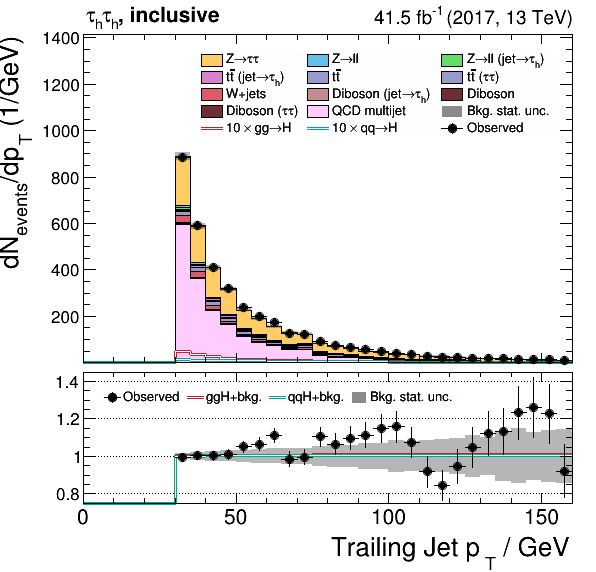 τhτh, inclusive 41.5 fb⁻¹ (2017, 13 TeV)
dN_events/dp_T (1/GeV)
1400
1200
1000
800
600
400
200
Z→ττ Z→ll Z→ll (jet→τh)
tt̄ (jet→τh) tt̄ tt̄ (ττ)
W+jets Diboson (jet→τh) Diboson
Diboson (ττ) QCD multijet Bkg. stat. unc.
10 × gg→H 10 × qq→H Observed
1.4
1.2
1
0.8
Observed ggH+bkg. qqH+bkg. Bkg. stat. unc.
0 50 100 150
Trailing Jet p_T / GeV